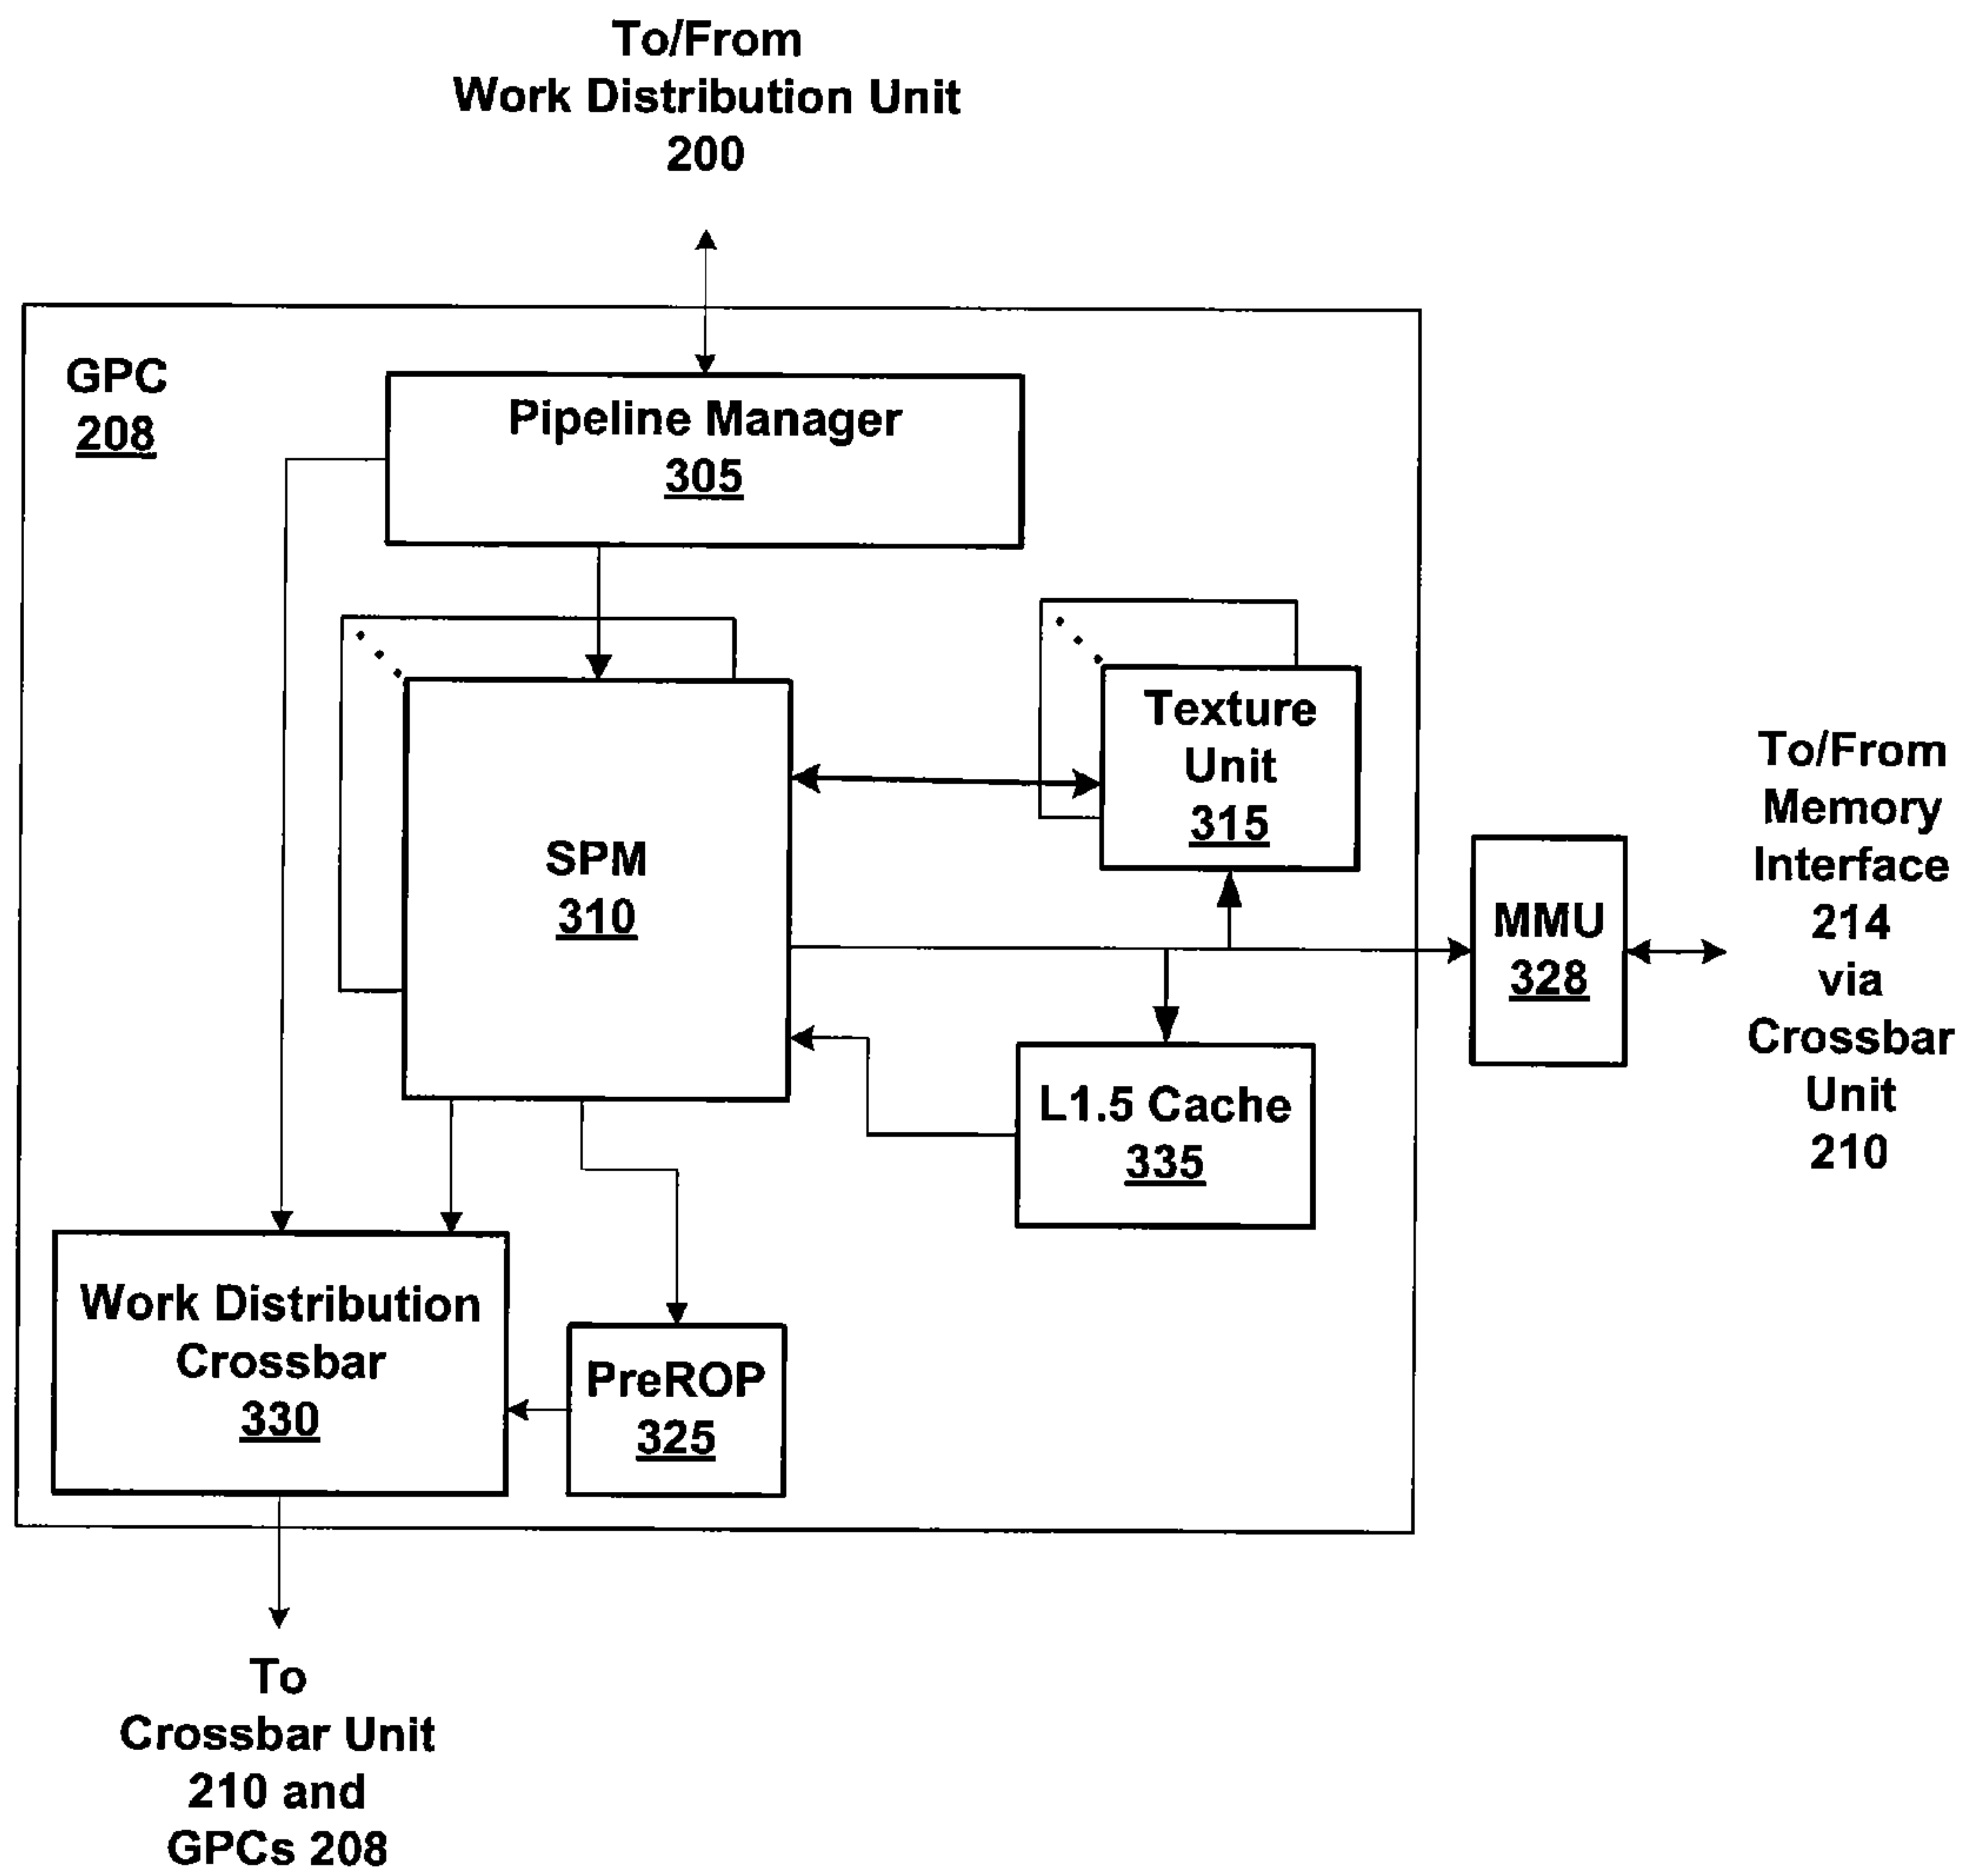 To/From
Work Distribution Unit
200
GPC
208
Pipeline Manager
305
Texture
Unit
315
SPM
310
To/From
Memory
Interface
214
via
Crossbar
Unit
210
MMU
328
L1.5 Cache
335
Work Distribution
Crossbar
330
PreROP
325
To
Crossbar Unit
210 and
GPCs 208